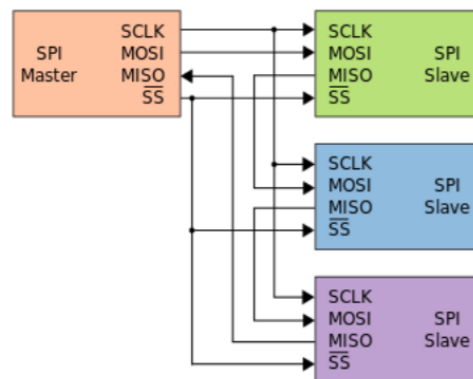 SCLK
SPI MOSI
Master MISO
SS
SCLK
MOSI SPI
MISO Slave
SS
SCLK
MOSI SPI
MISO Slave
SS
SCLK
MOSI SPI
MISO Slave
SS